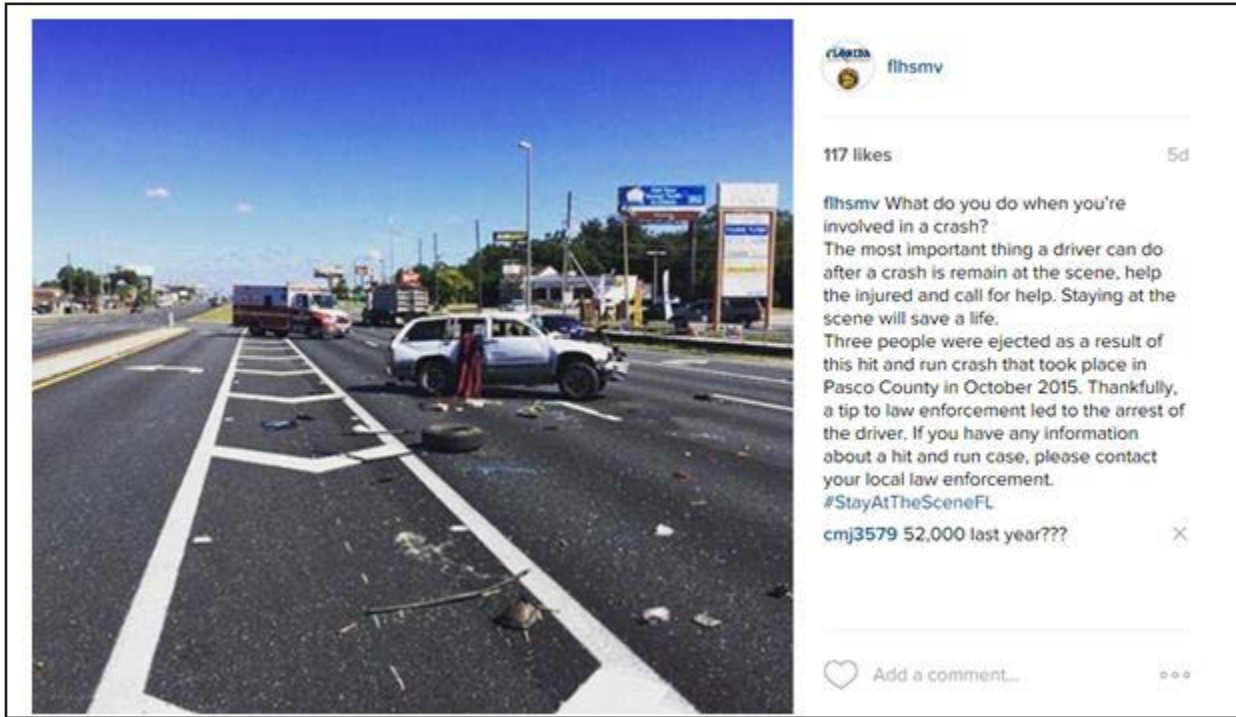 FLORIDA
flhsmv
117 likes
5d
flhsmv What do you do when you're
involved in a crash?
The most important thing a driver can do
after a crash is remain at the scene, help
the injured and call for help. Staying at the
scene will save a life.
Three people were ejected as a result of
this hit and run crash that took place in
Pasco County in October 2015. Thankfully,
a tip to law enforcement led to the arrest of
the driver. If you have any information
about a hit and run case, please contact
your local law enforcement.
#StayAtTheSceneFL
cmj3579 52,000 last year???
Add a comment...